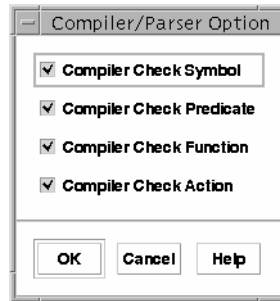 Compiler/Parser Option
Compiler Check Symbol
Compiler Check Predicate
Compiler Check Function
Compiler Check Action
OK Cancel Help